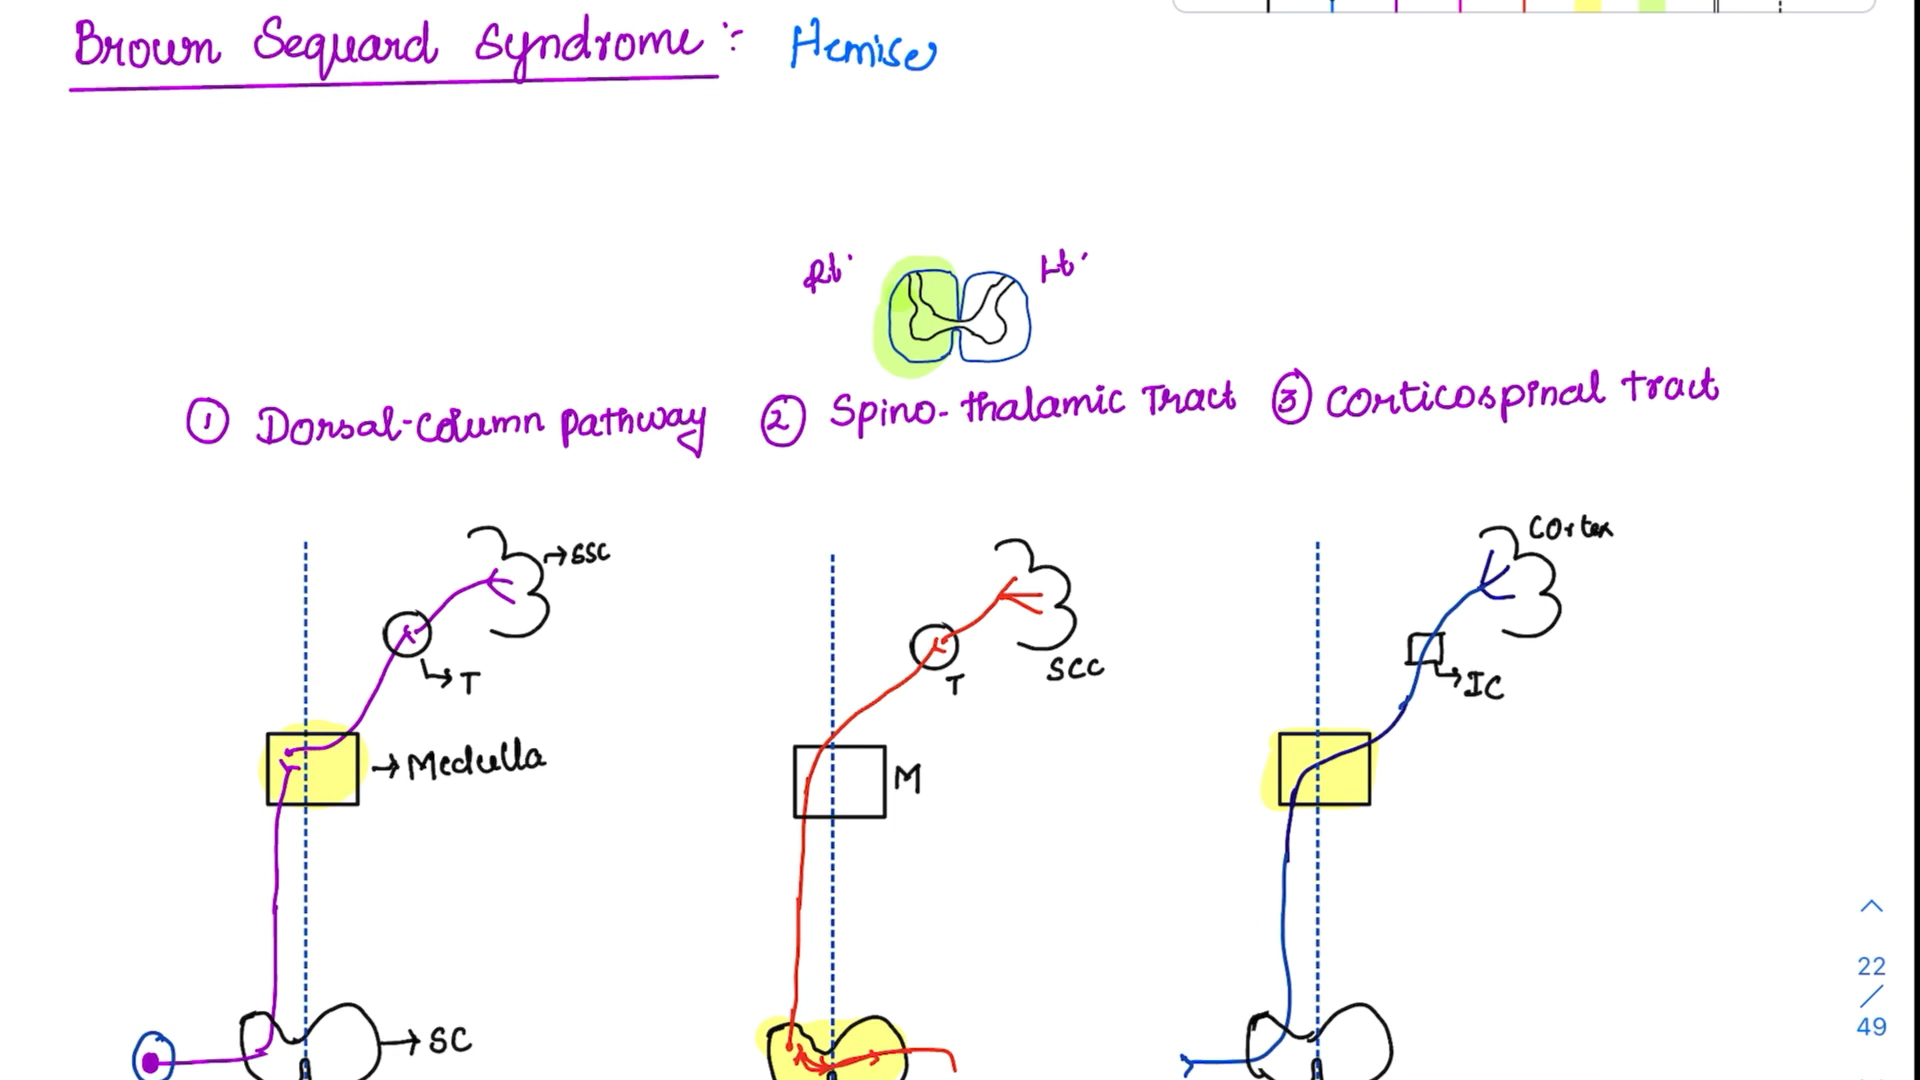 Brown Sequard Syndrome :- Hemise
Rt. Lt.
① Dorsal-column pathway ② Spino-thalamic Tract ③ Corticospinal tract
→SSC
Cortex
T
T
SCC
IC
→Medulla
M
→SC
22
/
49